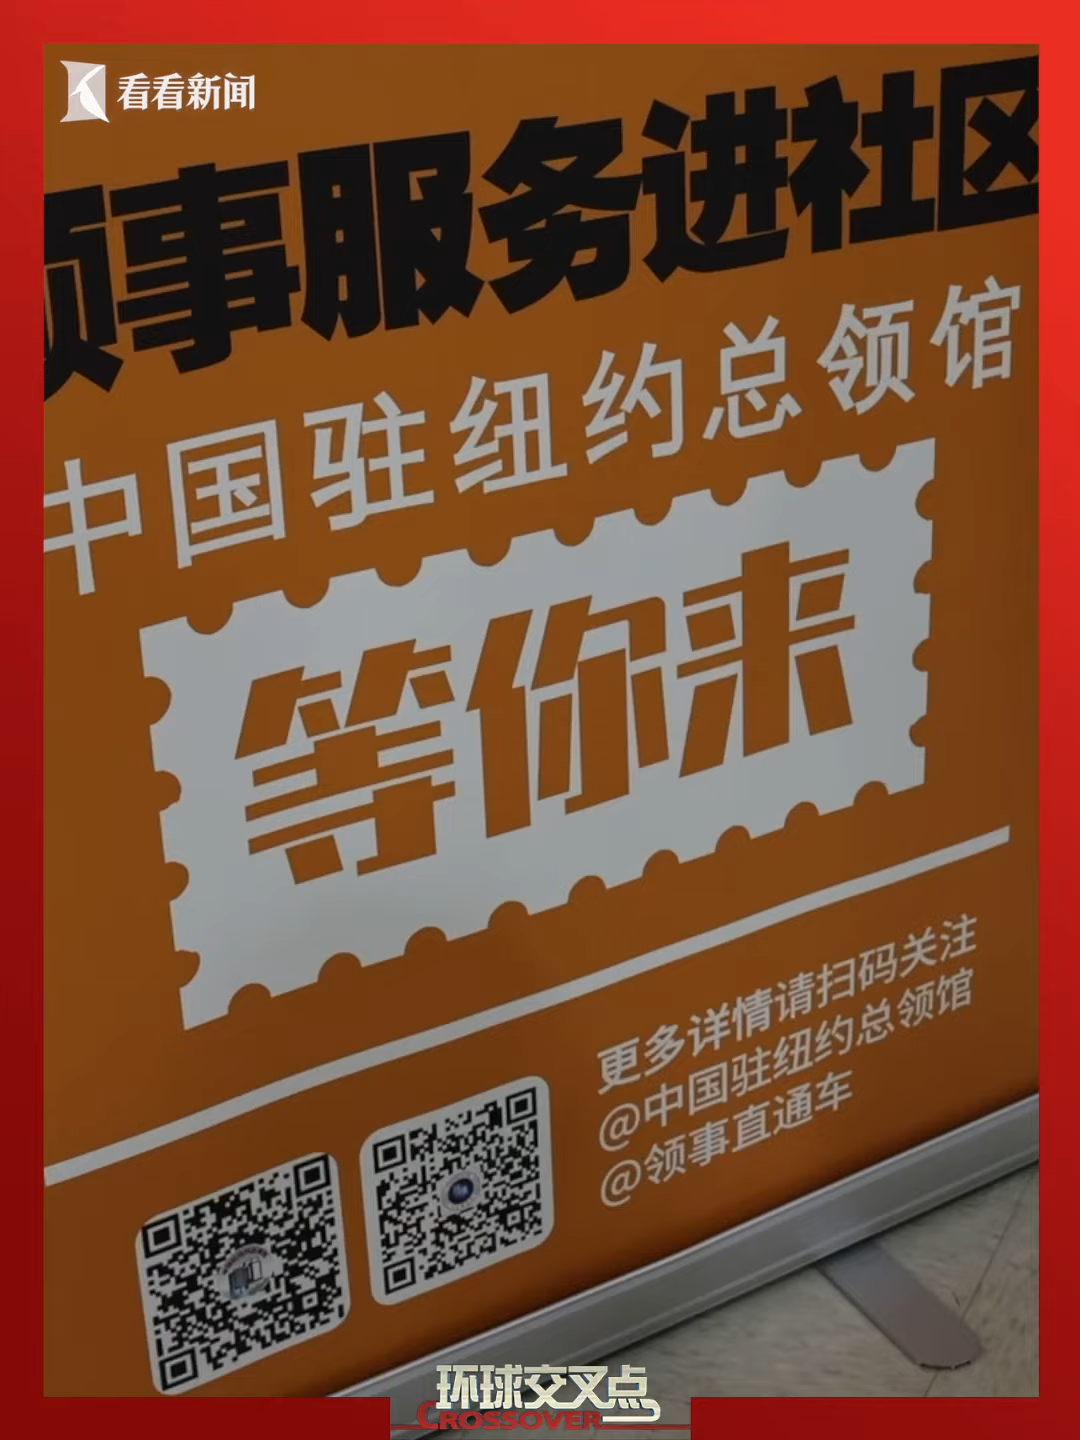 看看新闻
领事服务进社区
中国驻纽约总领馆
等你来
更多详情请扫码关注
@中国驻纽约总领馆
@领事直通车
环球交叉点
CROSSOVER